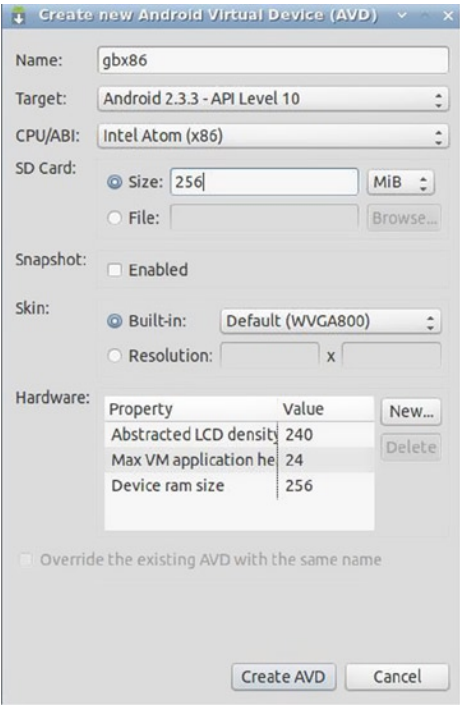 Create new Android Virtual Device (AVD)
Name: gbx86
Target: Android 2.3.3 - API Level 10
CPU/ABI: Intel Atom (x86)
SD Card:
Size: 256 MiB
File: Browse...
Snapshot:
Enabled
Skin:
Built-in: Default (WVGA800)
Resolution: x
Hardware:
Property Value New...
Abstracted LCD density 240
Delete
Max VM application he 24
Device ram size 256
Override the existing AVD with the same name
Create AVD Cancel